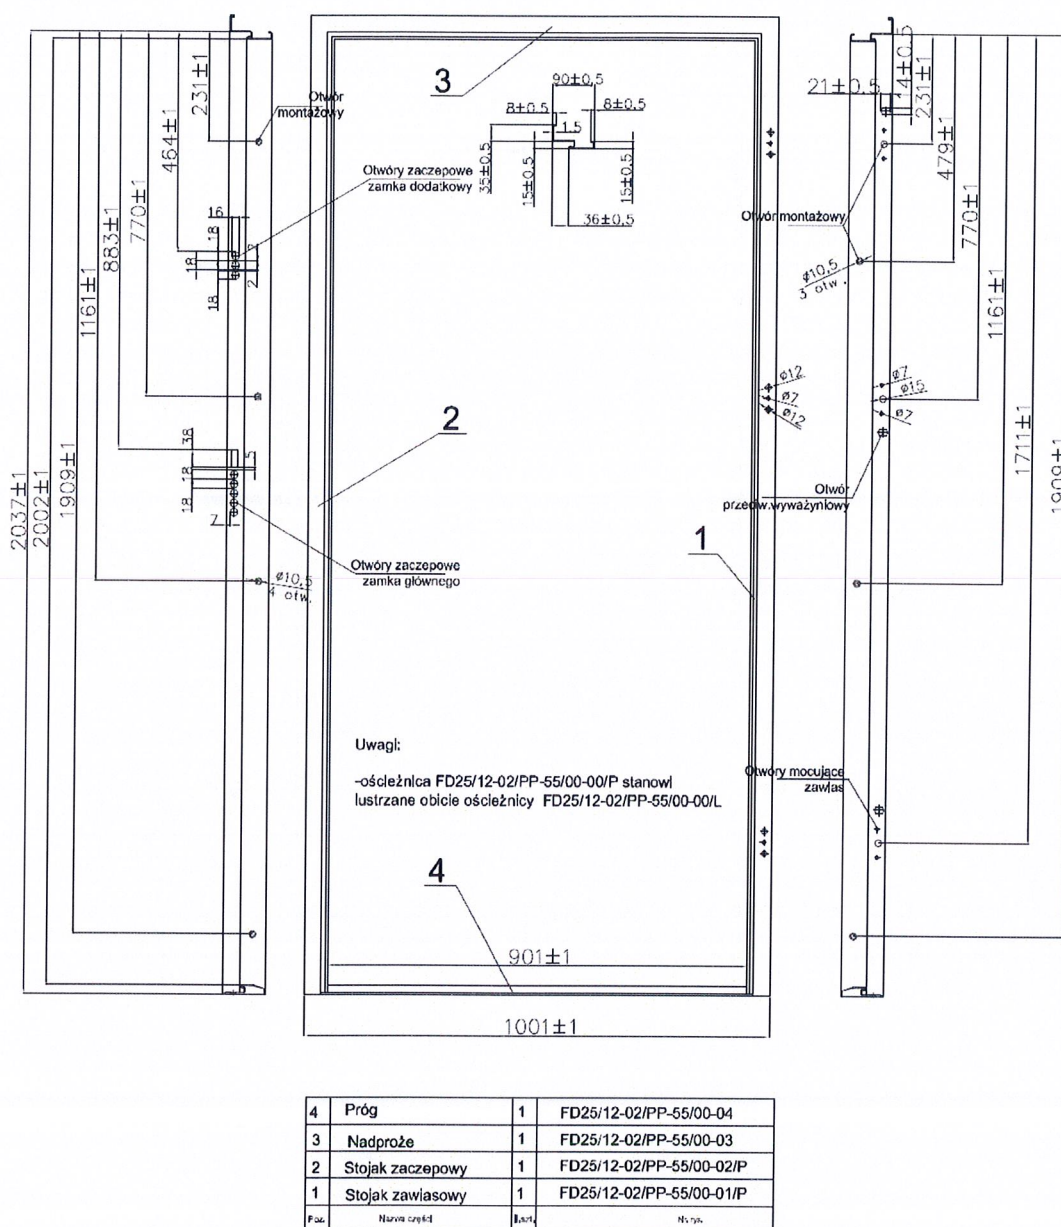 3
90±0,5
8±0.5
8±0.5
1.5
35±0.5
15±0.5
15±0.5
36±0,5
231±1
464±1
770±1
883±1
1161±1
1909±1
2002±1
2037±1
Otwór
montażowy
Otwóry zaczepowe
zamka dodatkowy
16
18
18
18
2
38
18
18
7
Otwóry zaczepowe
zamka głównego
ø10,5
4 otw.
2
1
21±0.5
14±0.5
231±1
479±1
770±1
1161±1
1711±1
1909±1
Otwór montażowy
ø10,5
3 otw.
ø12
ø7
ø12
ø7
ø15
ø7
Otwór
przeciw.wyważyniowy
Otwory mocujące
zawias
Uwagi:
-ościeżnica FD25/12-02/PP-55/00-00/P stanowi
lustrzane obicie ościeżnicy FD25/12-02/PP-55/00-00/L
4
901±1
1001±1
4 Próg 1 FD25/12-02/PP-55/00-04
3 Nadproże 1 FD25/12-02/PP-55/00-03
2 Stojak zaczepowy 1 FD25/12-02/PP-55/00-02/P
1 Stojak zawiasowy 1 FD25/12-02/PP-55/00-01/P
Poz. Nazwa części Nr rys.